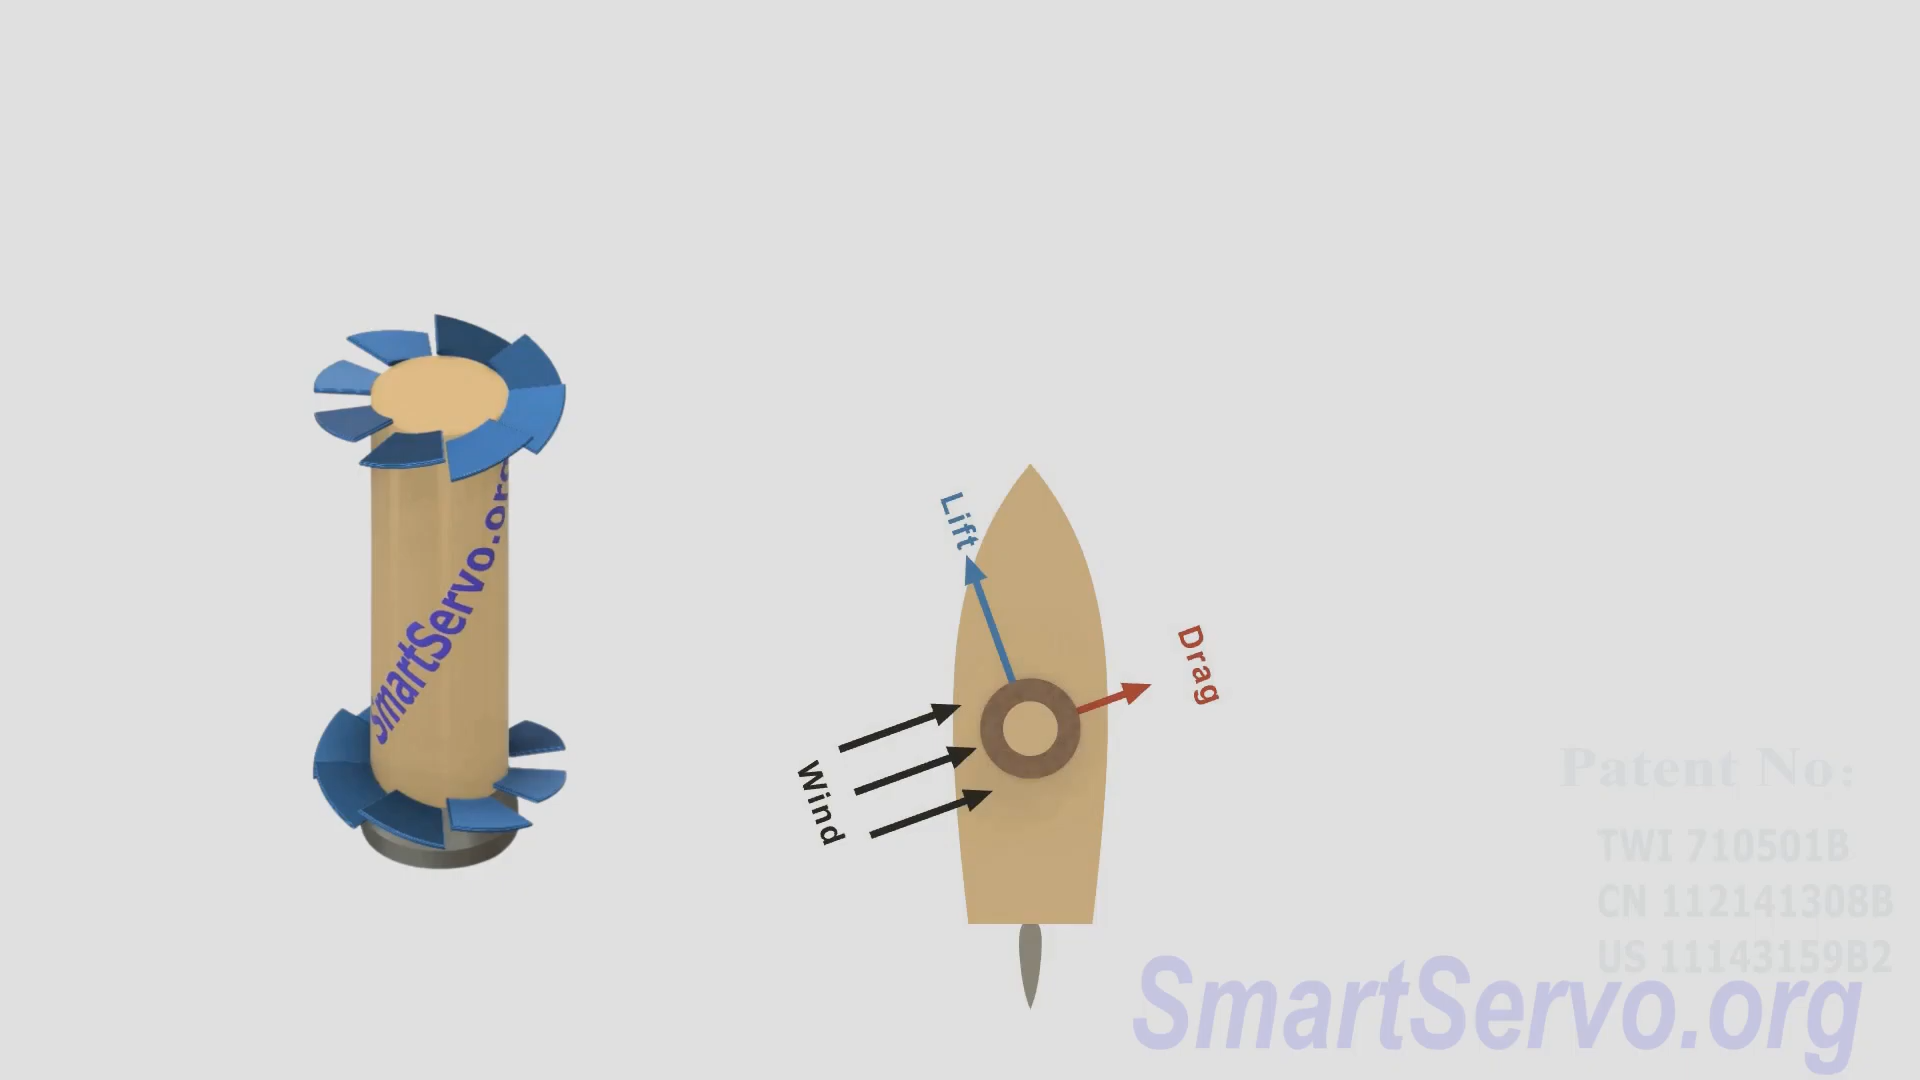 SmartServo.org
Lift
Drag
Wind
Patent No:
TWI 710501B
CN 112141308B
US 11143159B2
SmartServo.org